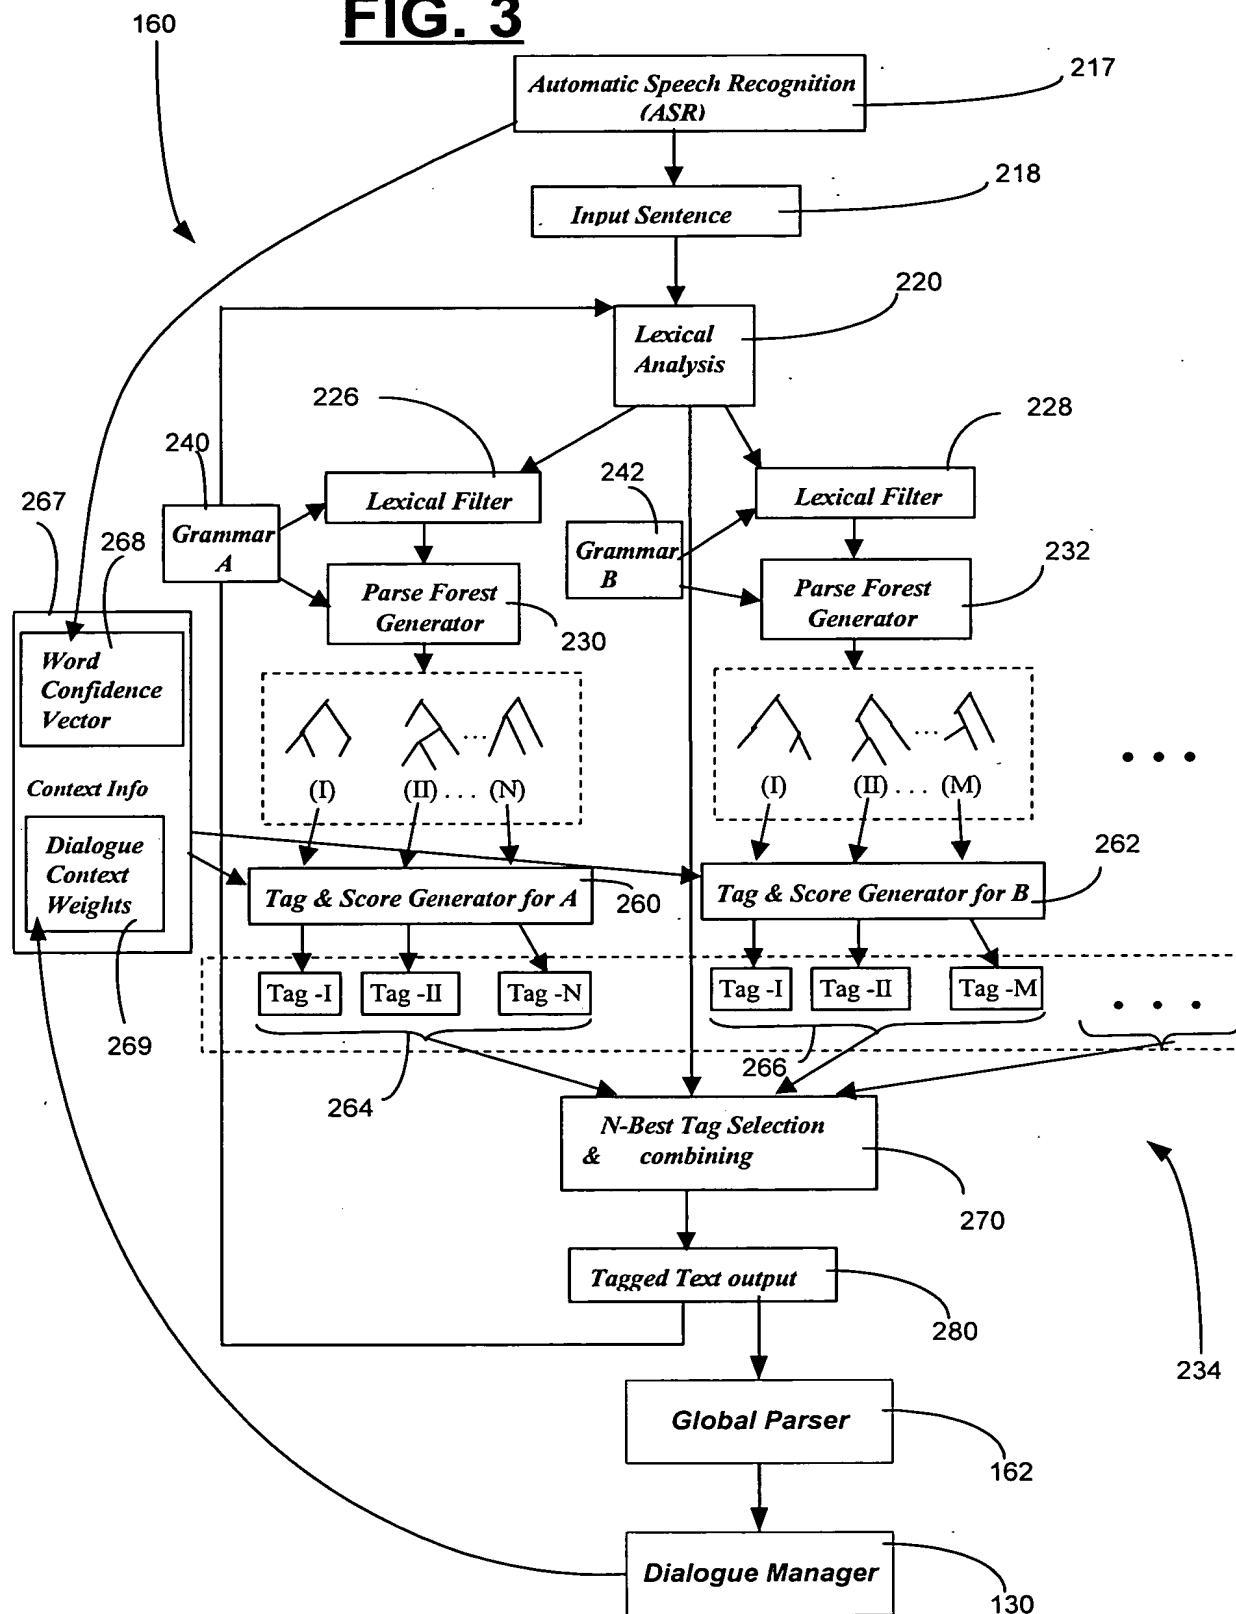 FIG. 3
160
Automatic Speech Recognition
(ASR)
217
Input Sentence
218
Lexical
Analysis
220
226
228
240
242
Lexical Filter
Lexical Filter
Grammar
A
Grammar
B
267
268
Parse Forest
Generator
230
Parse Forest
Generator
232
Word
Confidence
Vector
...
...
(I)
(II) . . . (N)
(I)
(II) . . . (M)
• • •
Context Info
Dialogue
Context
Weights
269
Tag & Score Generator for A
260
Tag & Score Generator for B
262
Tag -I
Tag -II
Tag -N
Tag -I
Tag -II
Tag -M
• • •
264
266
N-Best Tag Selection
& combining
270
Tagged Text output
280
234
Global Parser
162
Dialogue Manager
130